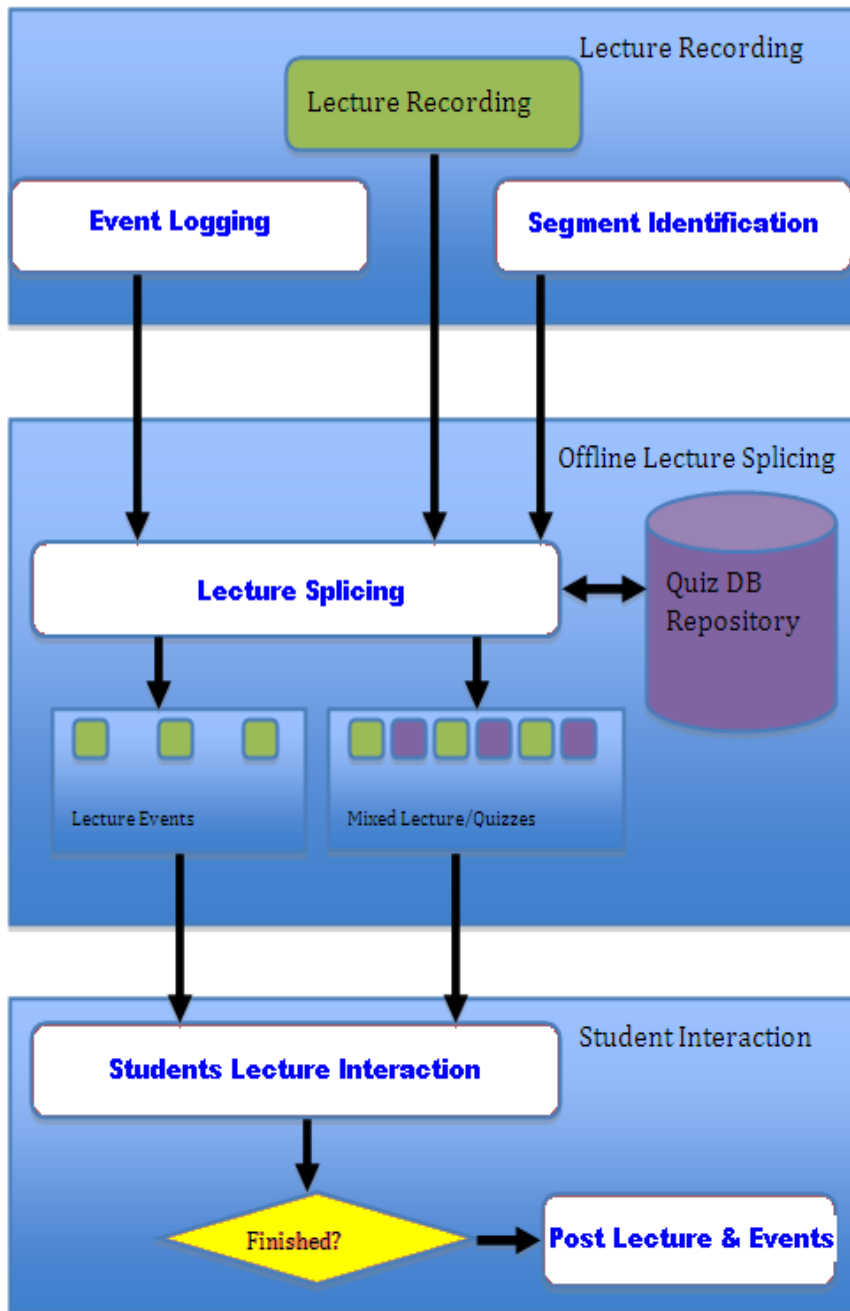 Lecture Recording
Lecture Recording
Event Logging
Segment Identification
Offline Lecture Splicing
Lecture Splicing
Quiz DB
Repository
Lecture Events
Mixed Lecture/Quizzes
Student Interaction
Students Lecture Interaction
Finished?
Post Lecture & Events